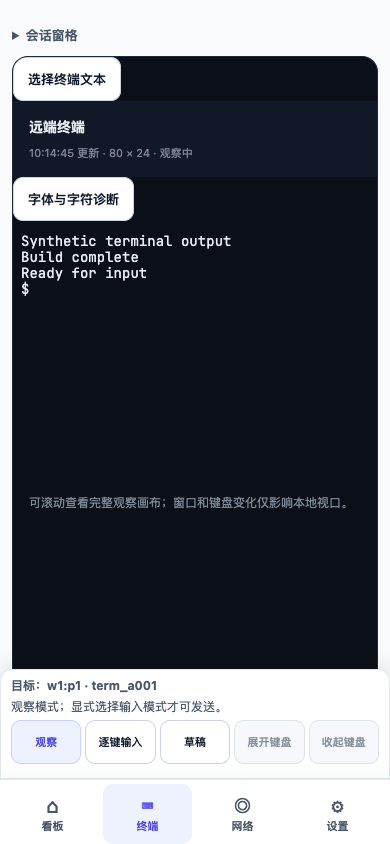 ▶ 会话窗格
选择终端文本
远端终端
10:14:45 更新 · 80 × 24 · 观察中
字体与字符诊断
Synthetic terminal output
Build complete
Ready for input
$
可滚动查看完整观察画布；窗口和键盘变化仅影响本地视口。
目标：w1:p1 · term_a001
观察模式；显式选择输入模式才可发送。
观察 逐键输入 草稿 展开键盘 收起键盘
看板 终端 网络 设置